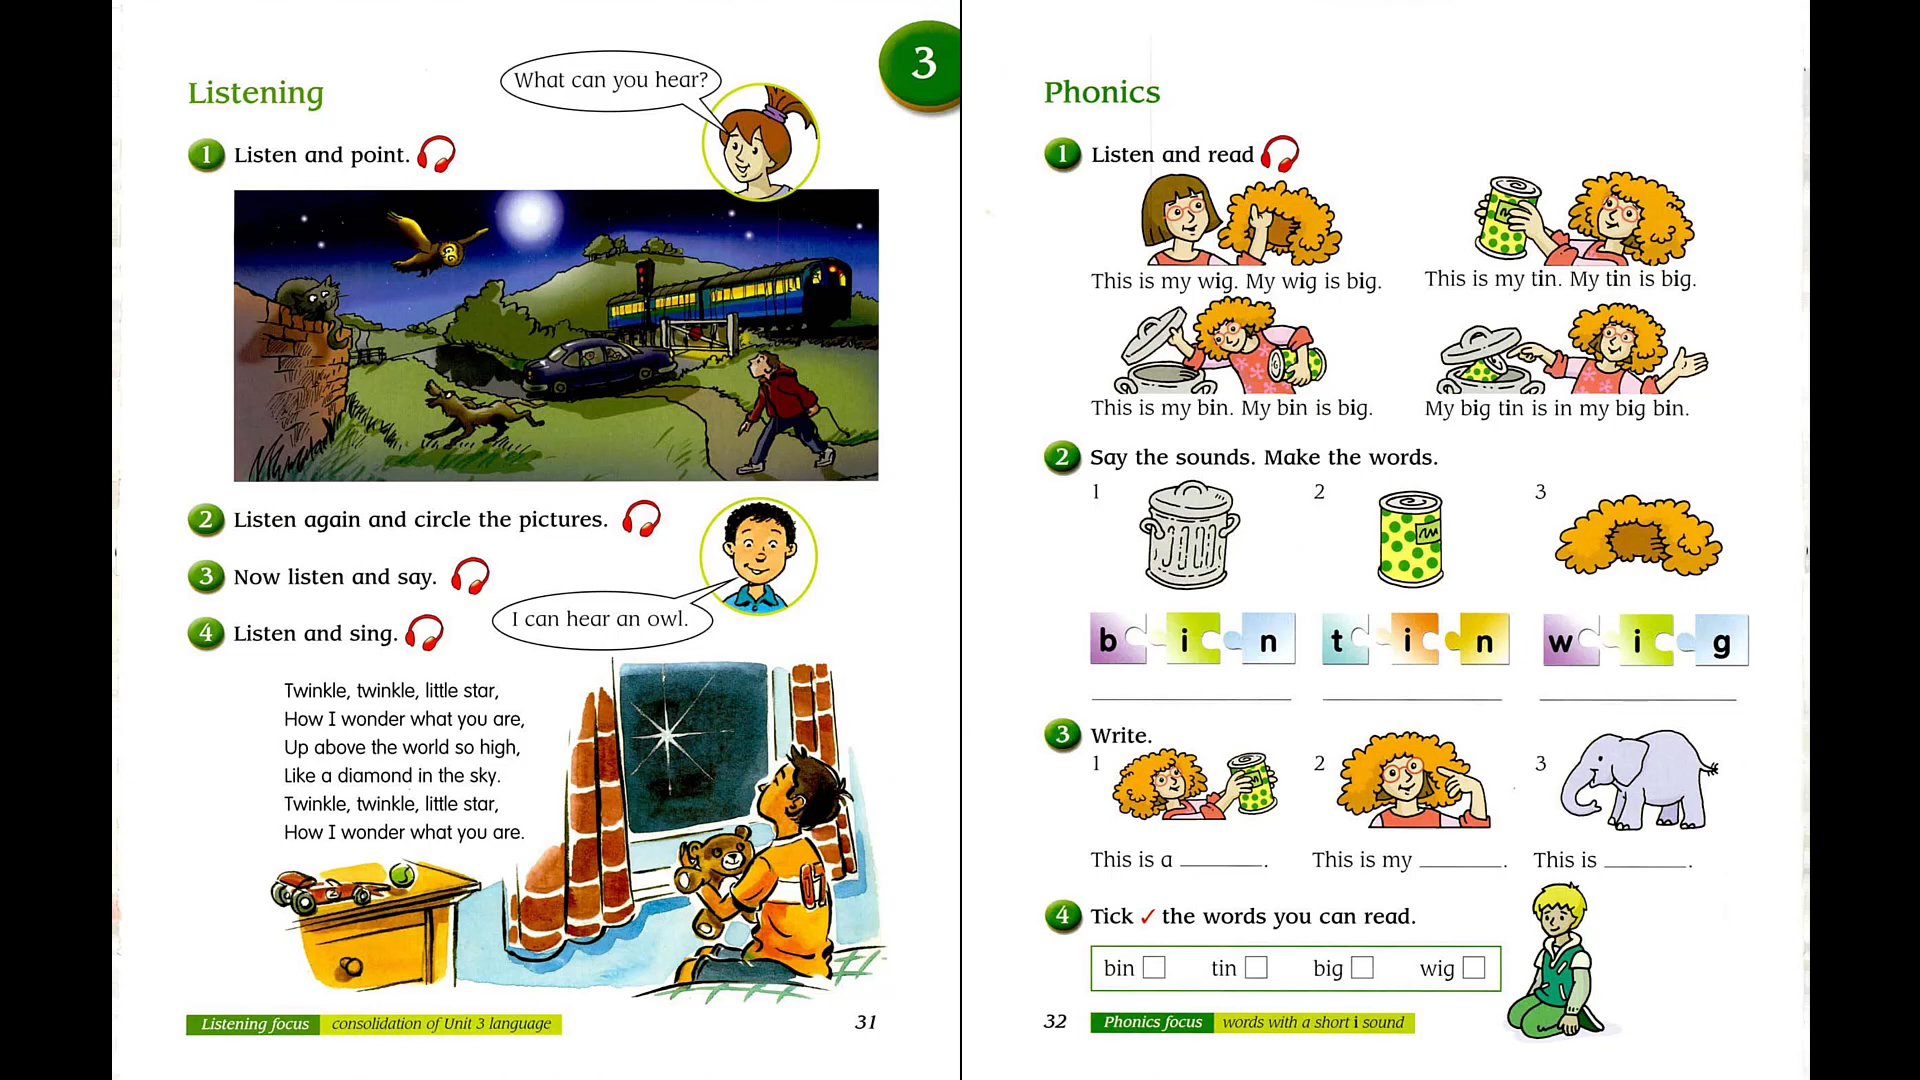 3
Listening
What can you hear?
1 Listen and point.
2 Listen again and circle the pictures.
3 Now listen and say.
I can hear an owl.
4 Listen and sing.
Twinkle, twinkle, little star,
How I wonder what you are,
Up above the world so high,
Like a diamond in the sky.
Twinkle, twinkle, little star,
How I wonder what you are.
Listening focus consolidation of Unit 3 language
31
Phonics
1 Listen and read
This is my wig. My wig is big.
This is my tin. My tin is big.
This is my bin. My bin is big.
My big tin is in my big bin.
2 Say the sounds. Make the words.
1 2 3
b i n t i n w i g
3 Write.
1 2 3
This is a ________. This is my ________. This is ________.
4 Tick ✓ the words you can read.
bin tin big wig
32
Phonics focus words with a short i sound